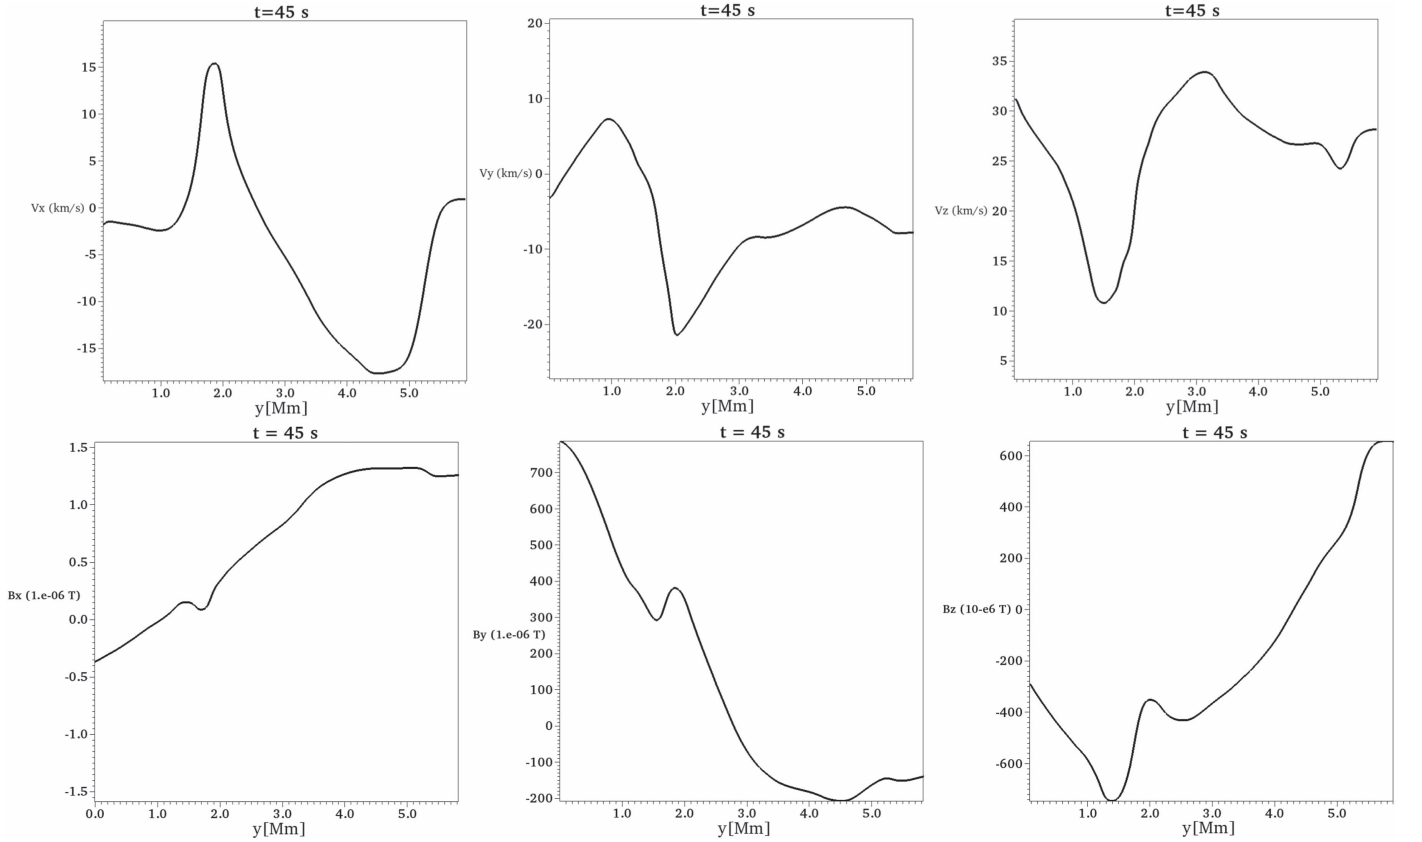 t=45 s
15
10
5
Vx (km/s) 0
-5
-10
-15
1.0 2.0 3.0 4.0 5.0
y[Mm]
t=45 s
20
10
Vy (km/s) 0
-10
-20
1.0 2.0 3.0 4.0 5.0
y[Mm]
t=45 s
35
30
25
Vz (km/s) 20
15
10
5
1.0 2.0 3.0 4.0 5.0
y[Mm]
t = 45 s
1.5
1.0
0.5
Bx (1.e-06 T)
0.0
-0.5
-1.0
-1.5
0.0 1.0 2.0 3.0 4.0 5.0
y[Mm]
t = 45 s
700
600
500
400
300
By (1.e-06 T)
200
100
0
-100
-200
1.0 2.0 3.0 4.0 5.0
y[Mm]
t = 45 s
600
400
200
Bz (10-e6 T) 0
-200
-400
-600
1.0 2.0 3.0 4.0 5.0
y[Mm]